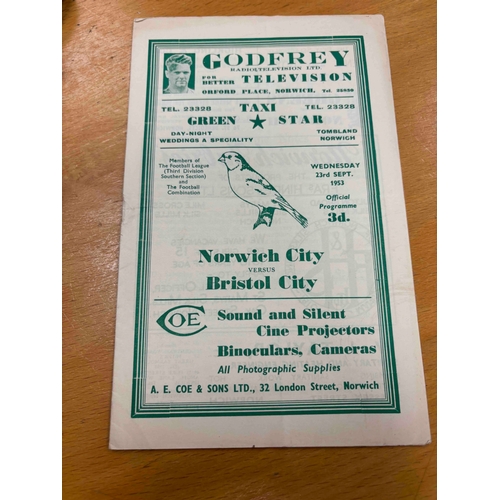 GODFREY
RADIO & TELEVISION LTD.
FOR BETTER TELEVISION
ORFORD PLACE, NORWICH, Tel
TEL. 23328 TAXI TEL. 23328
GREEN ★ STAR
DAY-NIGHT
WEDDINGS A SPECIALITY
TOMBLAND
NORWICH
Members of
The Football League
(Third Division
Southern Section)
and
The Football
Combination
WEDNESDAY
23rd SEPT.
1953
Official
Programme
3d.
Norwich City
VERSUS
Bristol City
COE
Sound and Silent
Cine Projectors
Binoculars, Cameras
All Photographic Supplies
A. E. COE & SONS LTD., 32 London Street, Norwich